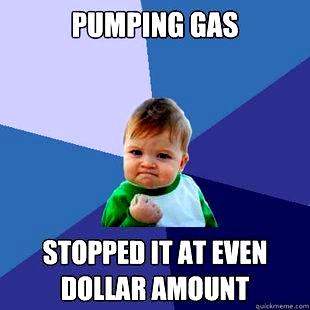 PUMPING GAS
STOPPED IT AT EVEN
DOLLAR AMOUNT
quickmeme.com